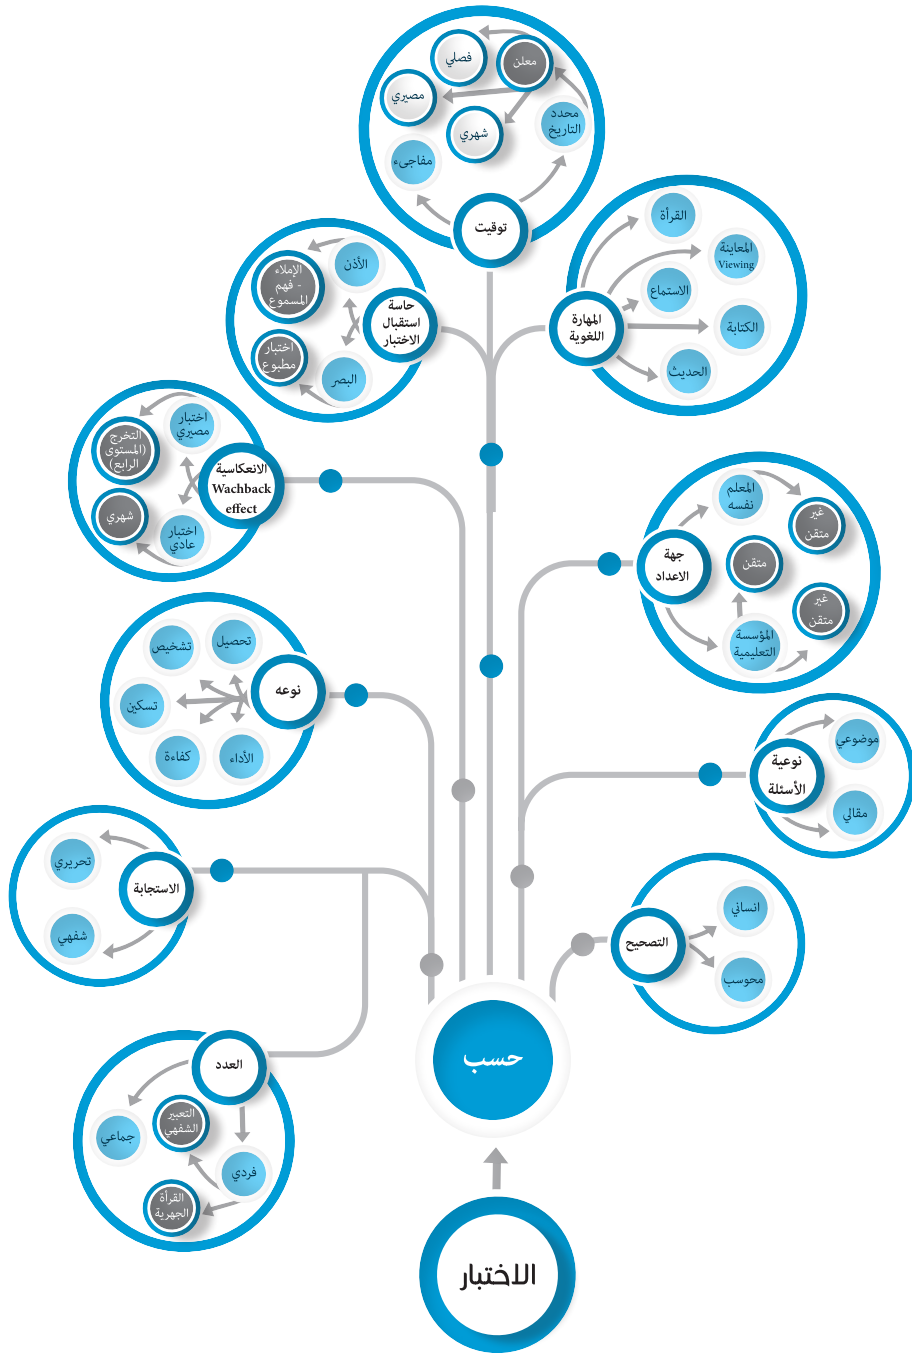 توقيت
محدد
التاريخ
معلن
فصلي
مصيري
شهري
مفاجىء
المهارة
اللغوية
القرأة
المعاينة
Viewing
الاستماع
الكتابة
الحديث
حاسة
استقبال
الاختبار
الأذن
الإملاء
- فهم
المسموع
البصر
اختبار
مطبوع
الانعكاسية
Wachback
effect
اختبار
مصيري
التخرج
(المستوى
الرابع)
اختبار
عادي
شهري
جهة
الاعداد
المعلم
نفسه
غير
متقن
متقن
المؤسسة
التعليمية
غير
متقن
نوعه
تحصيل
تشخيص
تسكين
كفاءة
الأداء
نوعية
الأسئلة
موضوعي
مقالي
الاستجابة
تحريري
شفهي
التصحيح
انساني
محوسب
العدد
جماعي
فردي
التعبير
الشفهي
القرأة
الجهرية
حسب
الاختبار